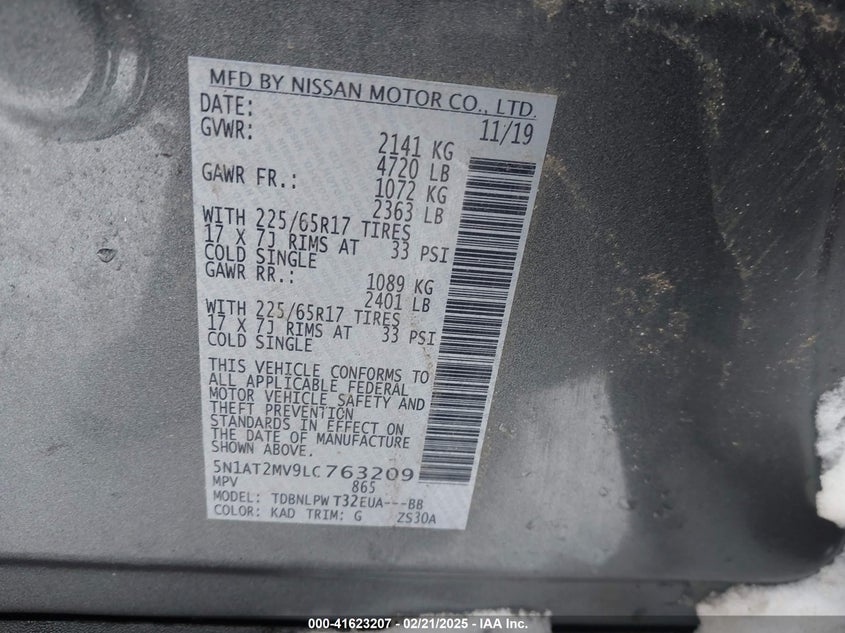 MFD BY NISSAN MOTOR CO., LTD.
DATE: 11/19
GVWR: 2141 KG
4720 LB
GAWR FR.: 1072 KG
2363 LB
WITH 225/65R17 TIRES
17 X 7J RIMS AT 33 PSI
COLD SINGLE
GAWR RR.: 1089 KG
2401 LB
WITH 225/65R17 TIRES
17 X 7J RIMS AT 33 PSI
COLD SINGLE
THIS VEHICLE CONFORMS TO
ALL APPLICABLE FEDERAL
MOTOR VEHICLE SAFETY AND
THEFT PREVENTION
STANDARDS IN EFFECT ON
THE DATE OF MANUFACTURE
SHOWN ABOVE.
5N1AT2MV9LC763209
MPV 865
MODEL: TDBNLPW T32EUA---BB
COLOR: KAD TRIM: G ZS30A
000-41623207 - 02/21/2025 - IAA Inc.